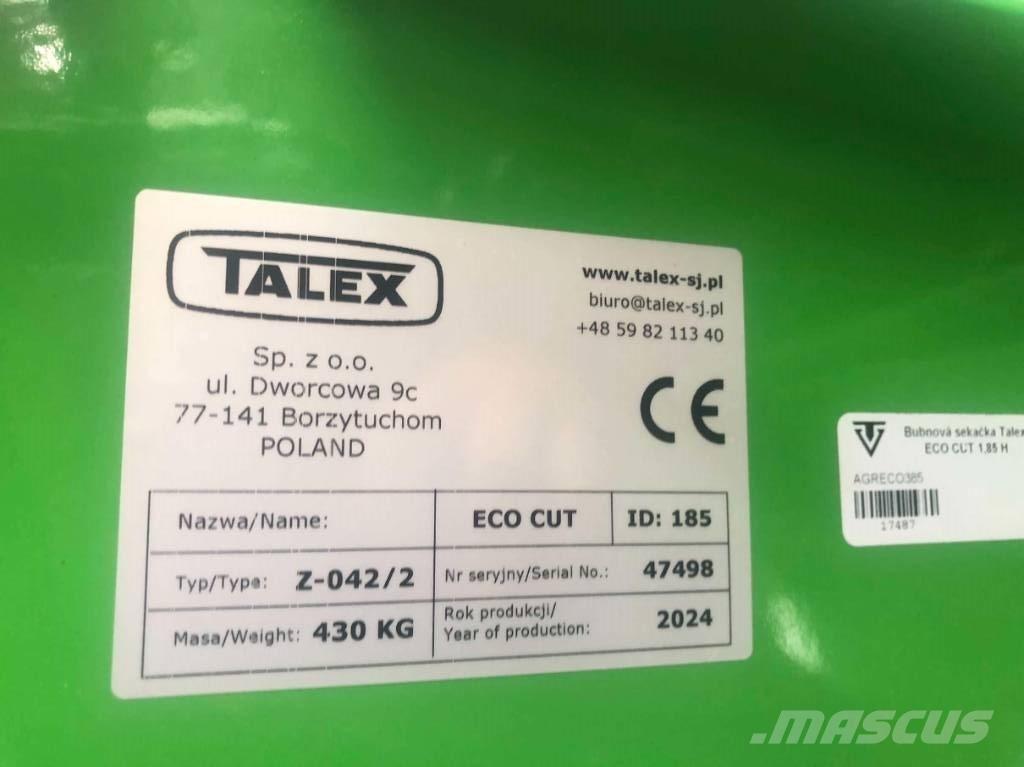 TALEX
Sp. z o.o.
ul. Dworcowa 9c
77-141 Borzytuchom
POLAND
www.talex-sj.pl
biuro@talex-sj.pl
+48 59 82 113 40
CE
Nazwa/Name: ECO CUT ID: 185
Typ/Type: Z-042/2 Nr seryjny/Serial No.: 47498
Masa/Weight: 430 KG Rok produkcji/
Year of production: 2024
Bubnová sekačka Talex
ECO CUT 1,85 H
AGRECO385
17487
.MASCUS